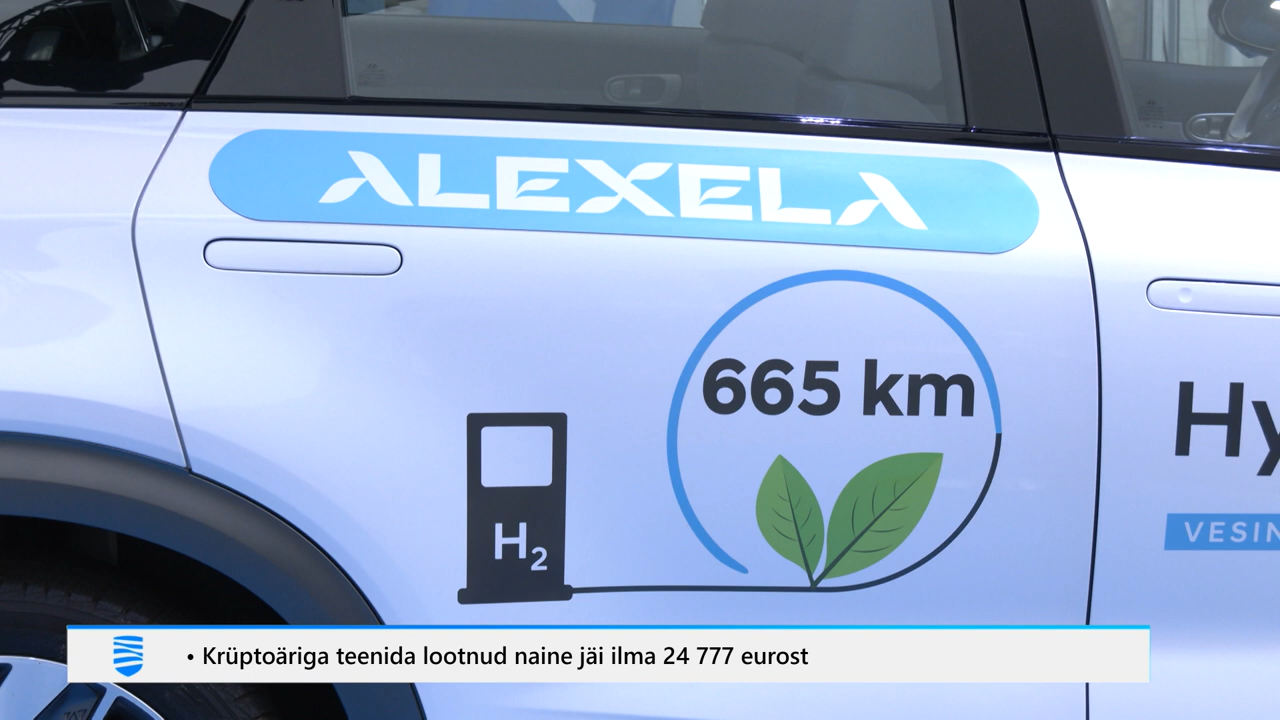 ALEXELA
665 km
Hy
H2
VESIN
• Krüptoäriga teenida lootnud naine jäi ilma 24 777 eurost